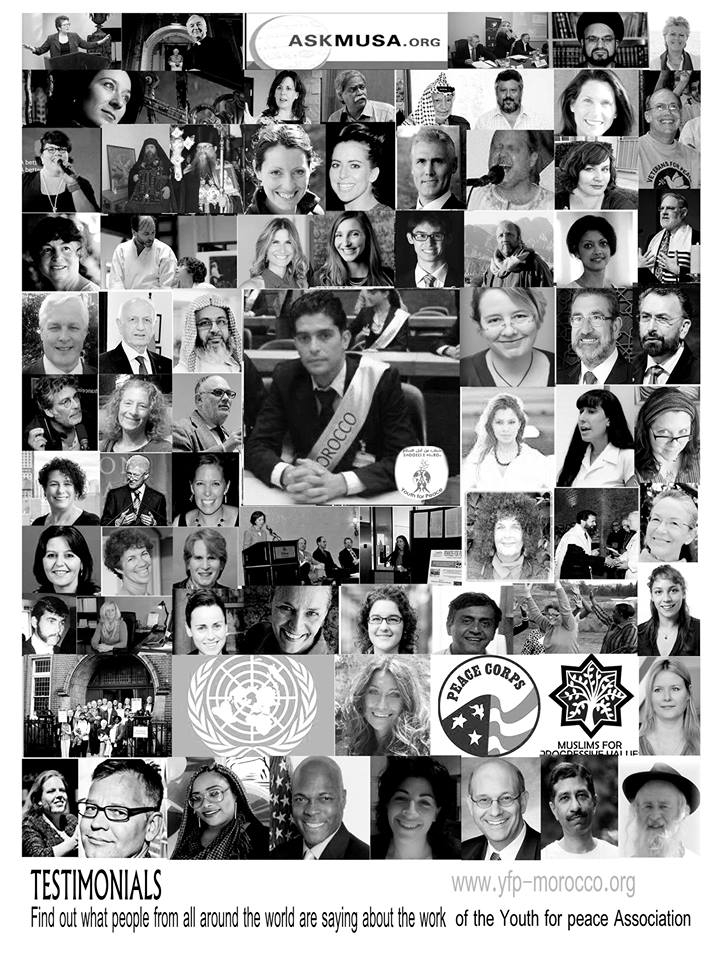 ASKMUSA.ORG
VETERANS FOR PEACE
MOROCCO
Youth for Peace
PEACE CORPS
MUSLIMS FOR
PROGRESSIVE VALUE
TESTIMONIALS
www.yfp-morocco.org
Find out what people from all around the world are saying about the work of the Youth for peace Association